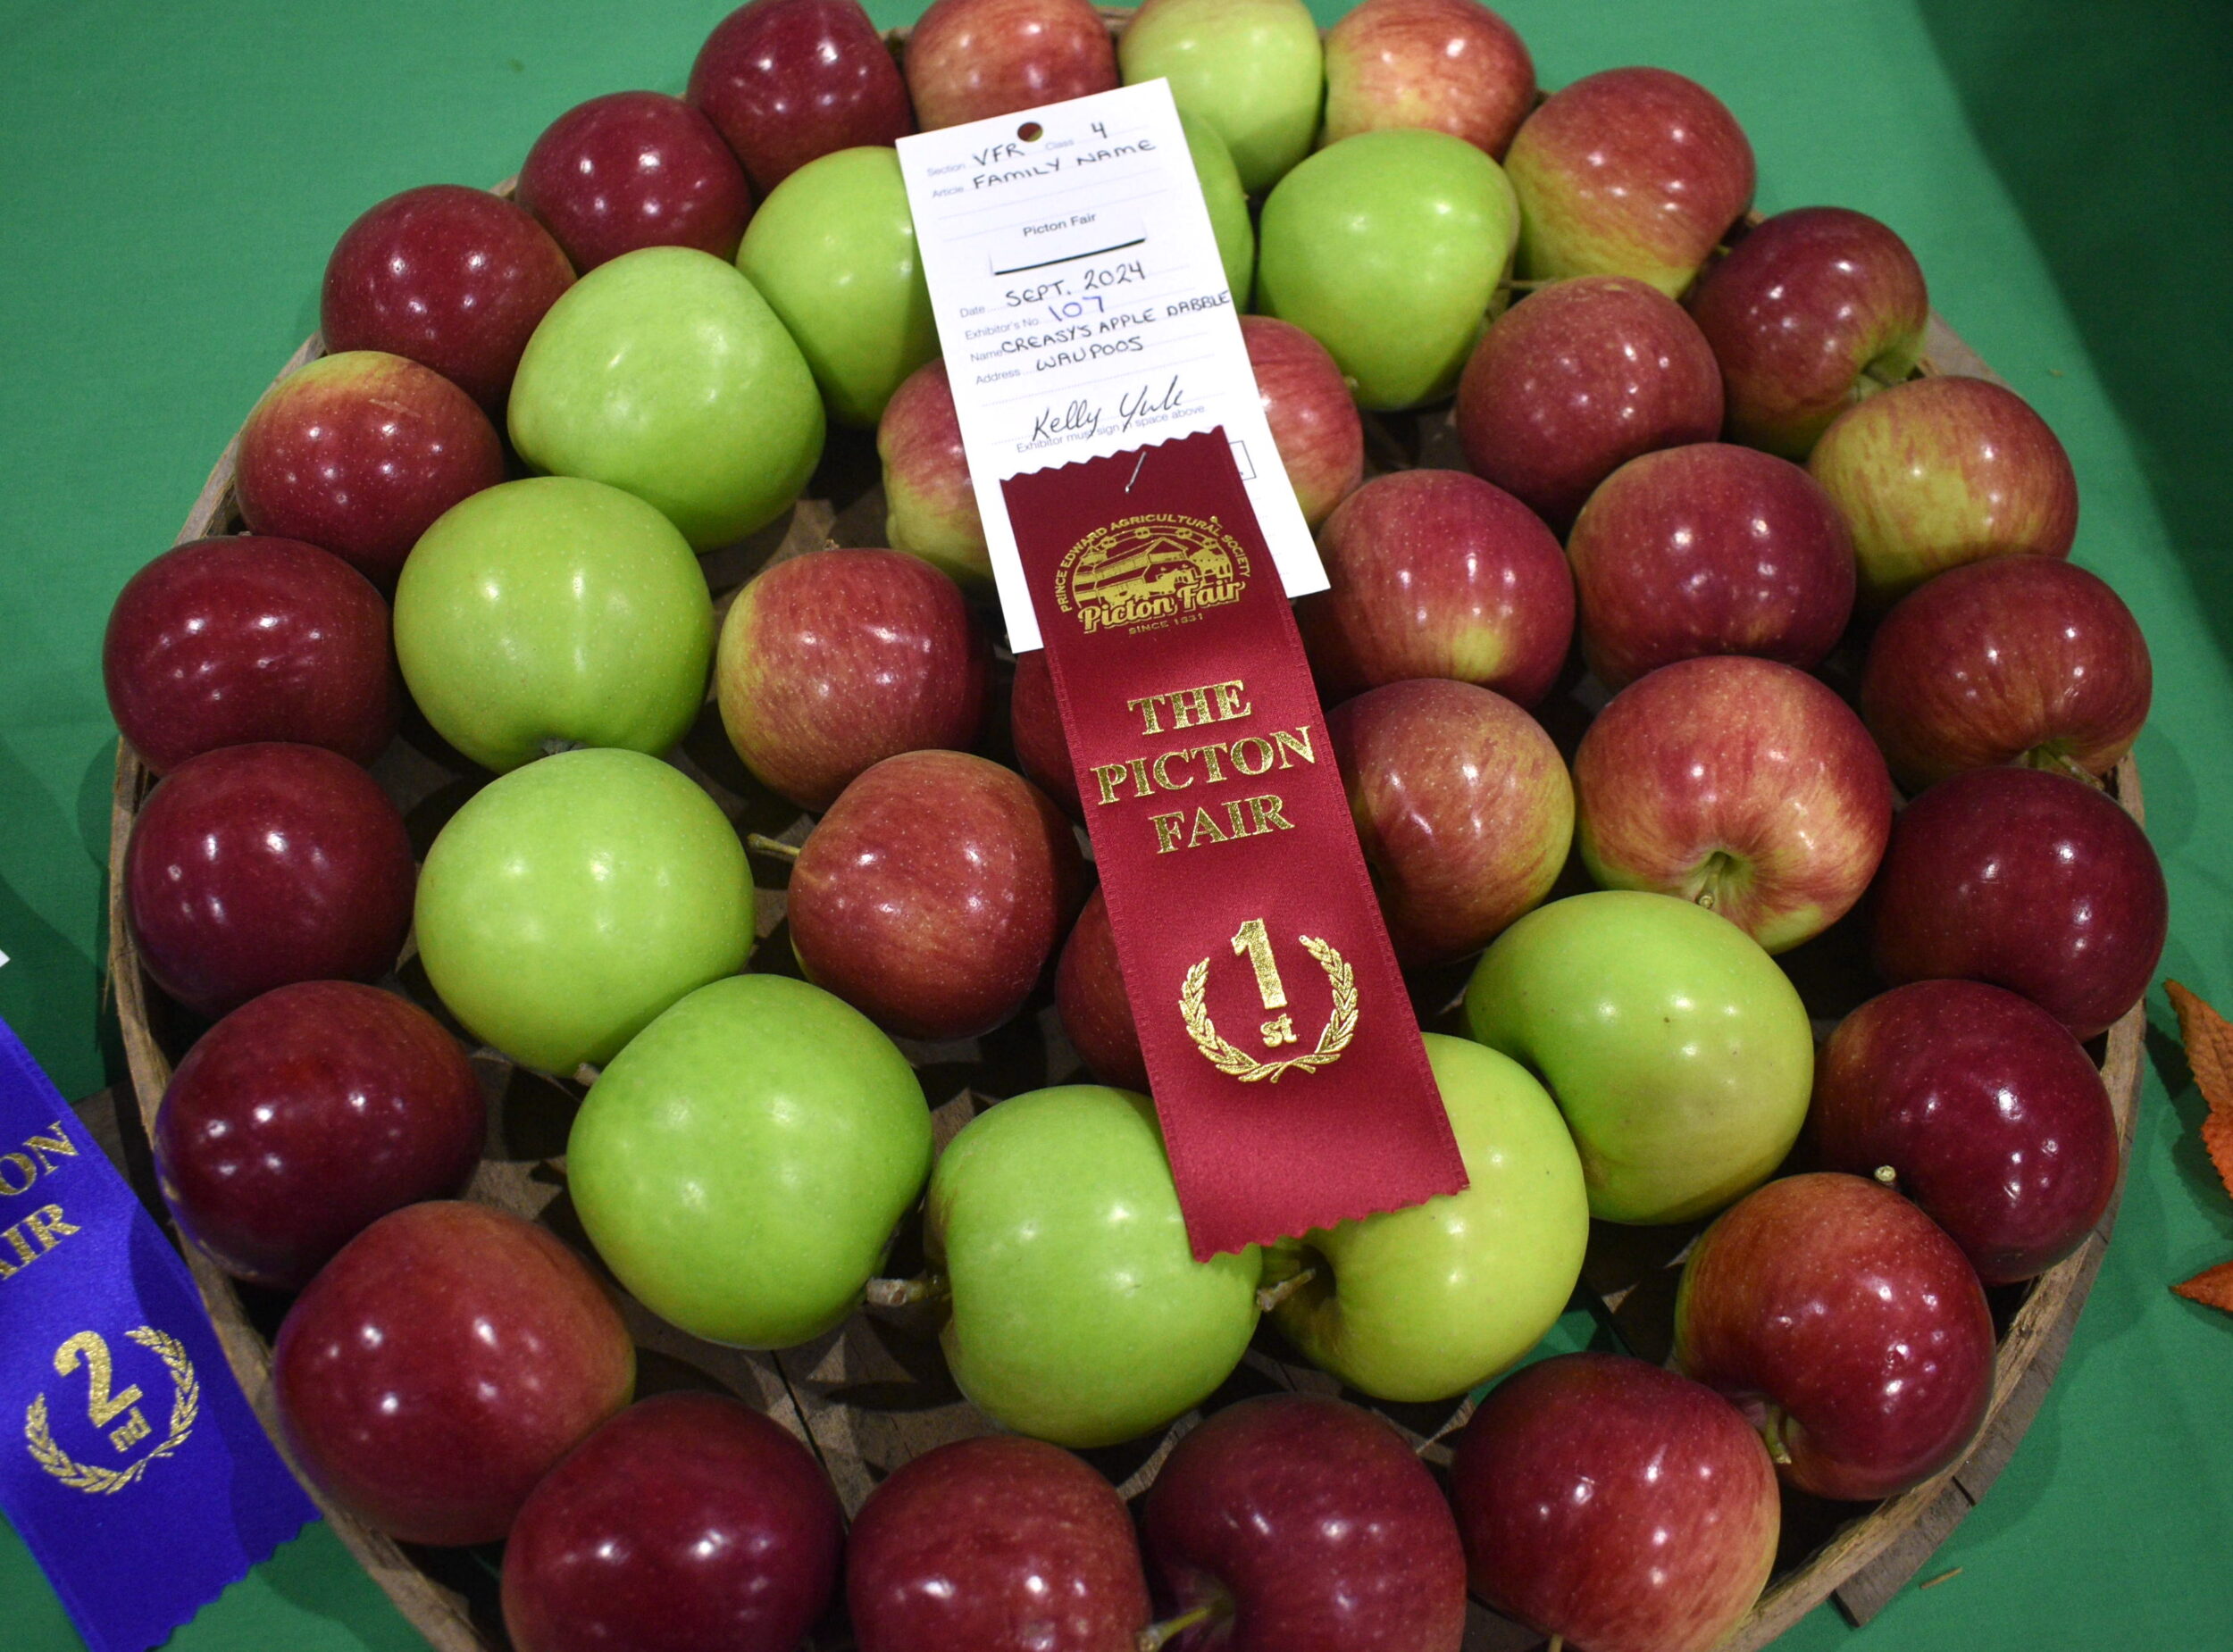 Section VFR Class 4
Article FAMILY NAME
Picton Fair
Date SEPT. 2024
Exhibitor's No. 107
Name CREASY'S APPLE DABBLE
Address WAUPOOS
Kelly Yule
Exhibitor must sign in space above
PRINCE EDWARD AGRICULTURAL SOCIETY
Picton Fair
SINCE 1831
THE
PICTON
FAIR
1
st
ON
AIR
2
nd